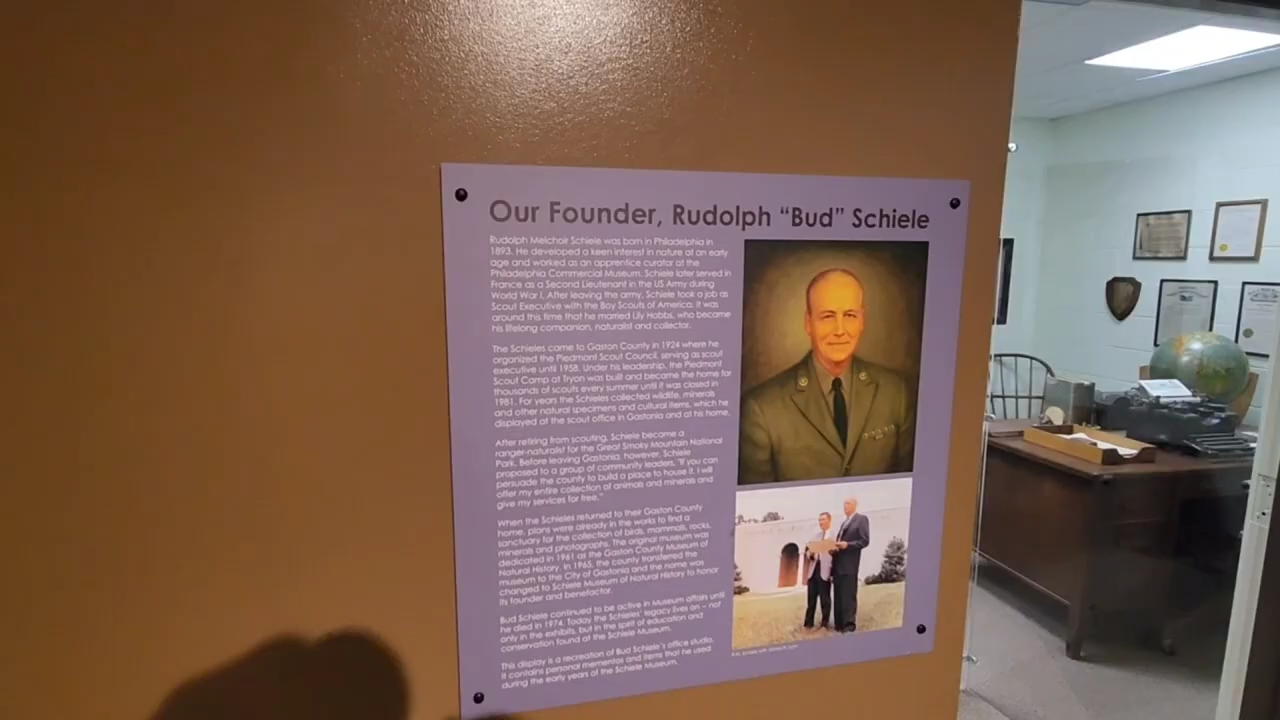 Our Founder, Rudolph “Bud” Schiele
Rudolph Melchoir Schiele was born in Philadelphia in
1893. He developed a keen interest in nature at an early
age and worked as an apprentice curator at the
Philadelphia Commercial Museum. Schiele later served in
France as a Second Lieutenant in the US Army during
World War I. After leaving the army, Schiele took a job as
Scout Executive with the Boy Scouts of America. It was
around this time that he married Lily Hobbs, who became
his lifelong companion, naturalist and collector.
The Schieles came to Gaston County in 1924 where he
organized the Piedmont Scout Council, serving as scout
executive until 1958. Under his leadership, the Piedmont
Scout Camp at Tryon was built and became the home for
thousands of scouts every summer until it was closed in
1981. For years the Schieles collected wildlife, minerals
and other natural specimens and cultural items, which he
displayed at the scout office in Gastonia and at his home.
After retiring from scouting, Schiele became a
ranger-naturalist for the Great Smoky Mountain National
Park. Before leaving Gastonia, however, Schiele
proposed to a group of community leaders, “If you can
persuade the county to build a place to house it, I will
offer my entire collection of animals and minerals and
give my services for free.”
When the Schieles returned to their Gaston County
home, plans were already in the works to find a
sanctuary for the collection of birds, mammals, rocks,
minerals and photographs. The original museum was
dedicated in 1961 as the Gaston County Museum of
Natural History. In 1965, the county transferred the
museum to the City of Gastonia and the name was
changed to Schiele Museum of Natural History to honor
its founder and benefactor.
Bud Schiele continued to be active in Museum affairs until
he died in 1974. Today the Schieles’ legacy lives on – not
only in the exhibits, but in the spirit of education and
conservation found at the Schiele Museum.
This display is a recreation of Bud Schiele’s office studio.
It contains personal mementos and items that he used
during the early years of the Schiele Museum.